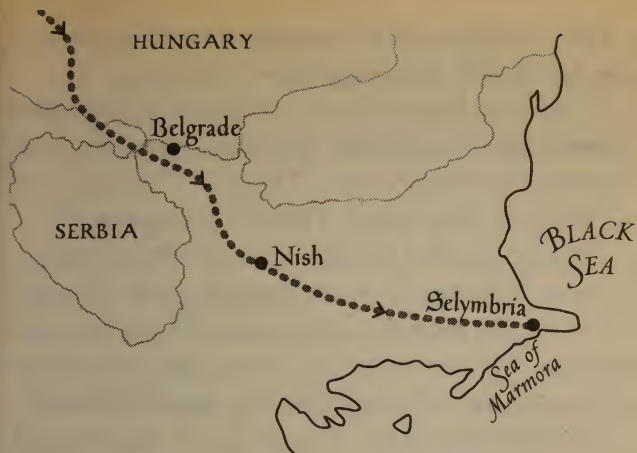 HUNGARY
Belgrade
SERBIA
Nish
BLACK
SEA
Selymbria
Sea of
Marmora